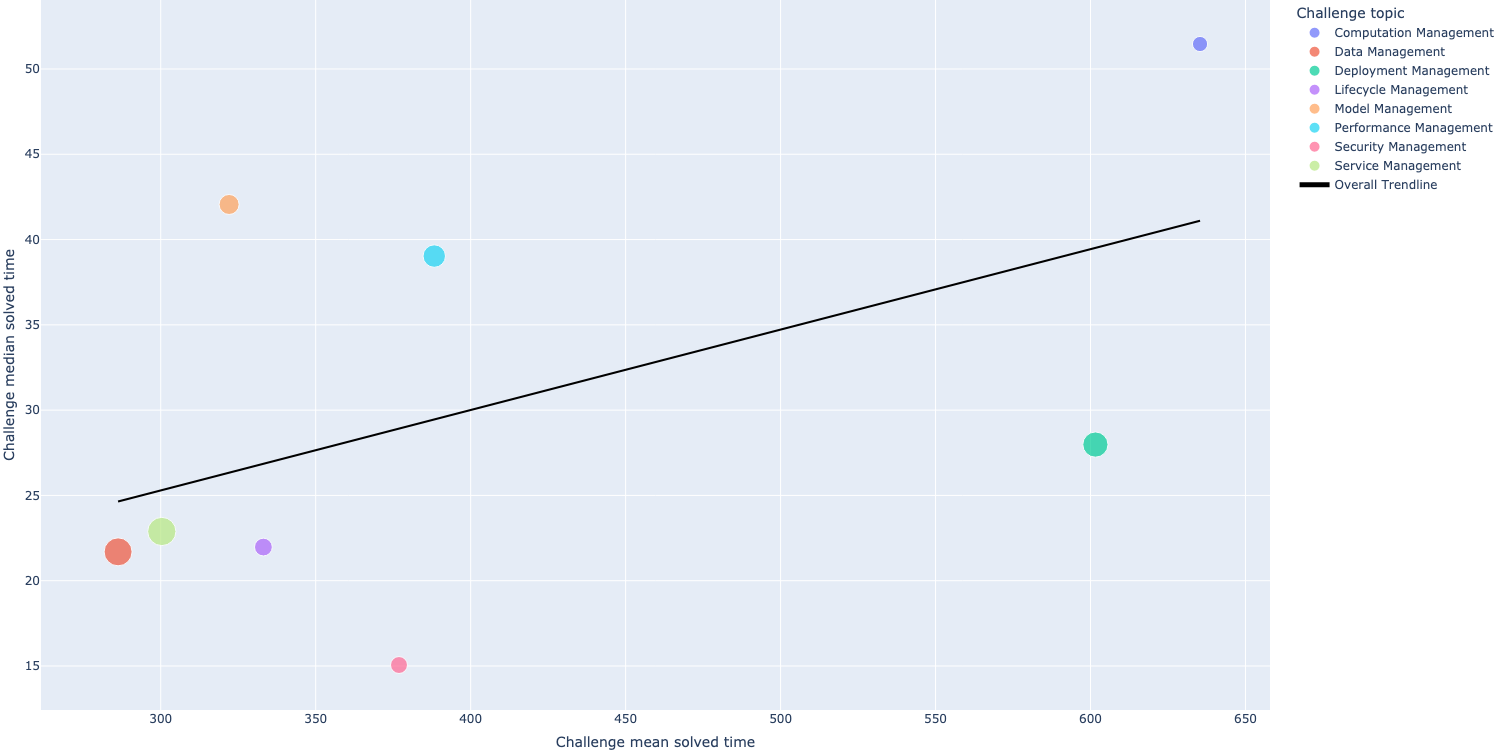 Challenge topic
Computation Management
Data Management
Deployment Management
Lifecycle Management
Model Management
Performance Management
Security Management
Service Management
Overall Trendline
Challenge median solved time
50
45
40
35
30
25
20
15
300 350 400 450 500 550 600 650
Challenge mean solved time